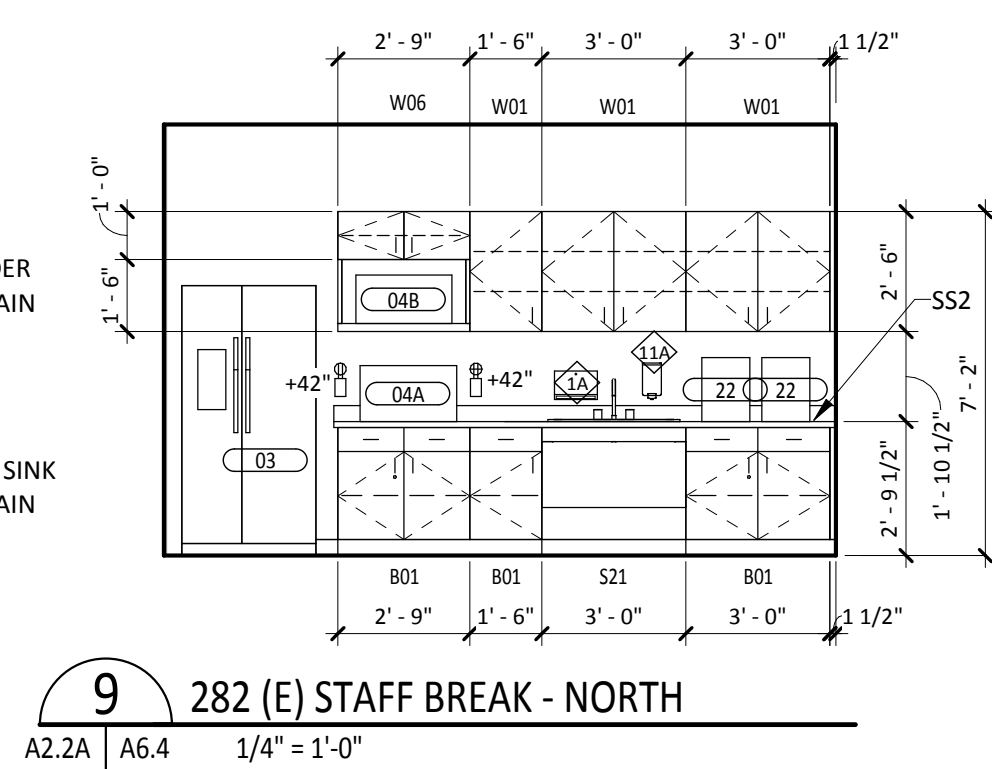 2' - 9" 1' - 6" 3' - 0" 3' - 0" 1 1/2"
W06 W01 W01 W01
1' - 0"
1' - 6"
DER
AIN
04B
2' - 6"
SS2
7' - 2"
+42" 04A +42" 1A 11A 22 22
03
SINK
AIN
2' - 9 1/2"
1' - 10 1/2"
B01 B01 S21 B01
2' - 9" 1' - 6" 3' - 0" 3' - 0" 1 1/2"
9 282 (E) STAFF BREAK - NORTH
A2.2A A6.4 1/4" = 1'-0"